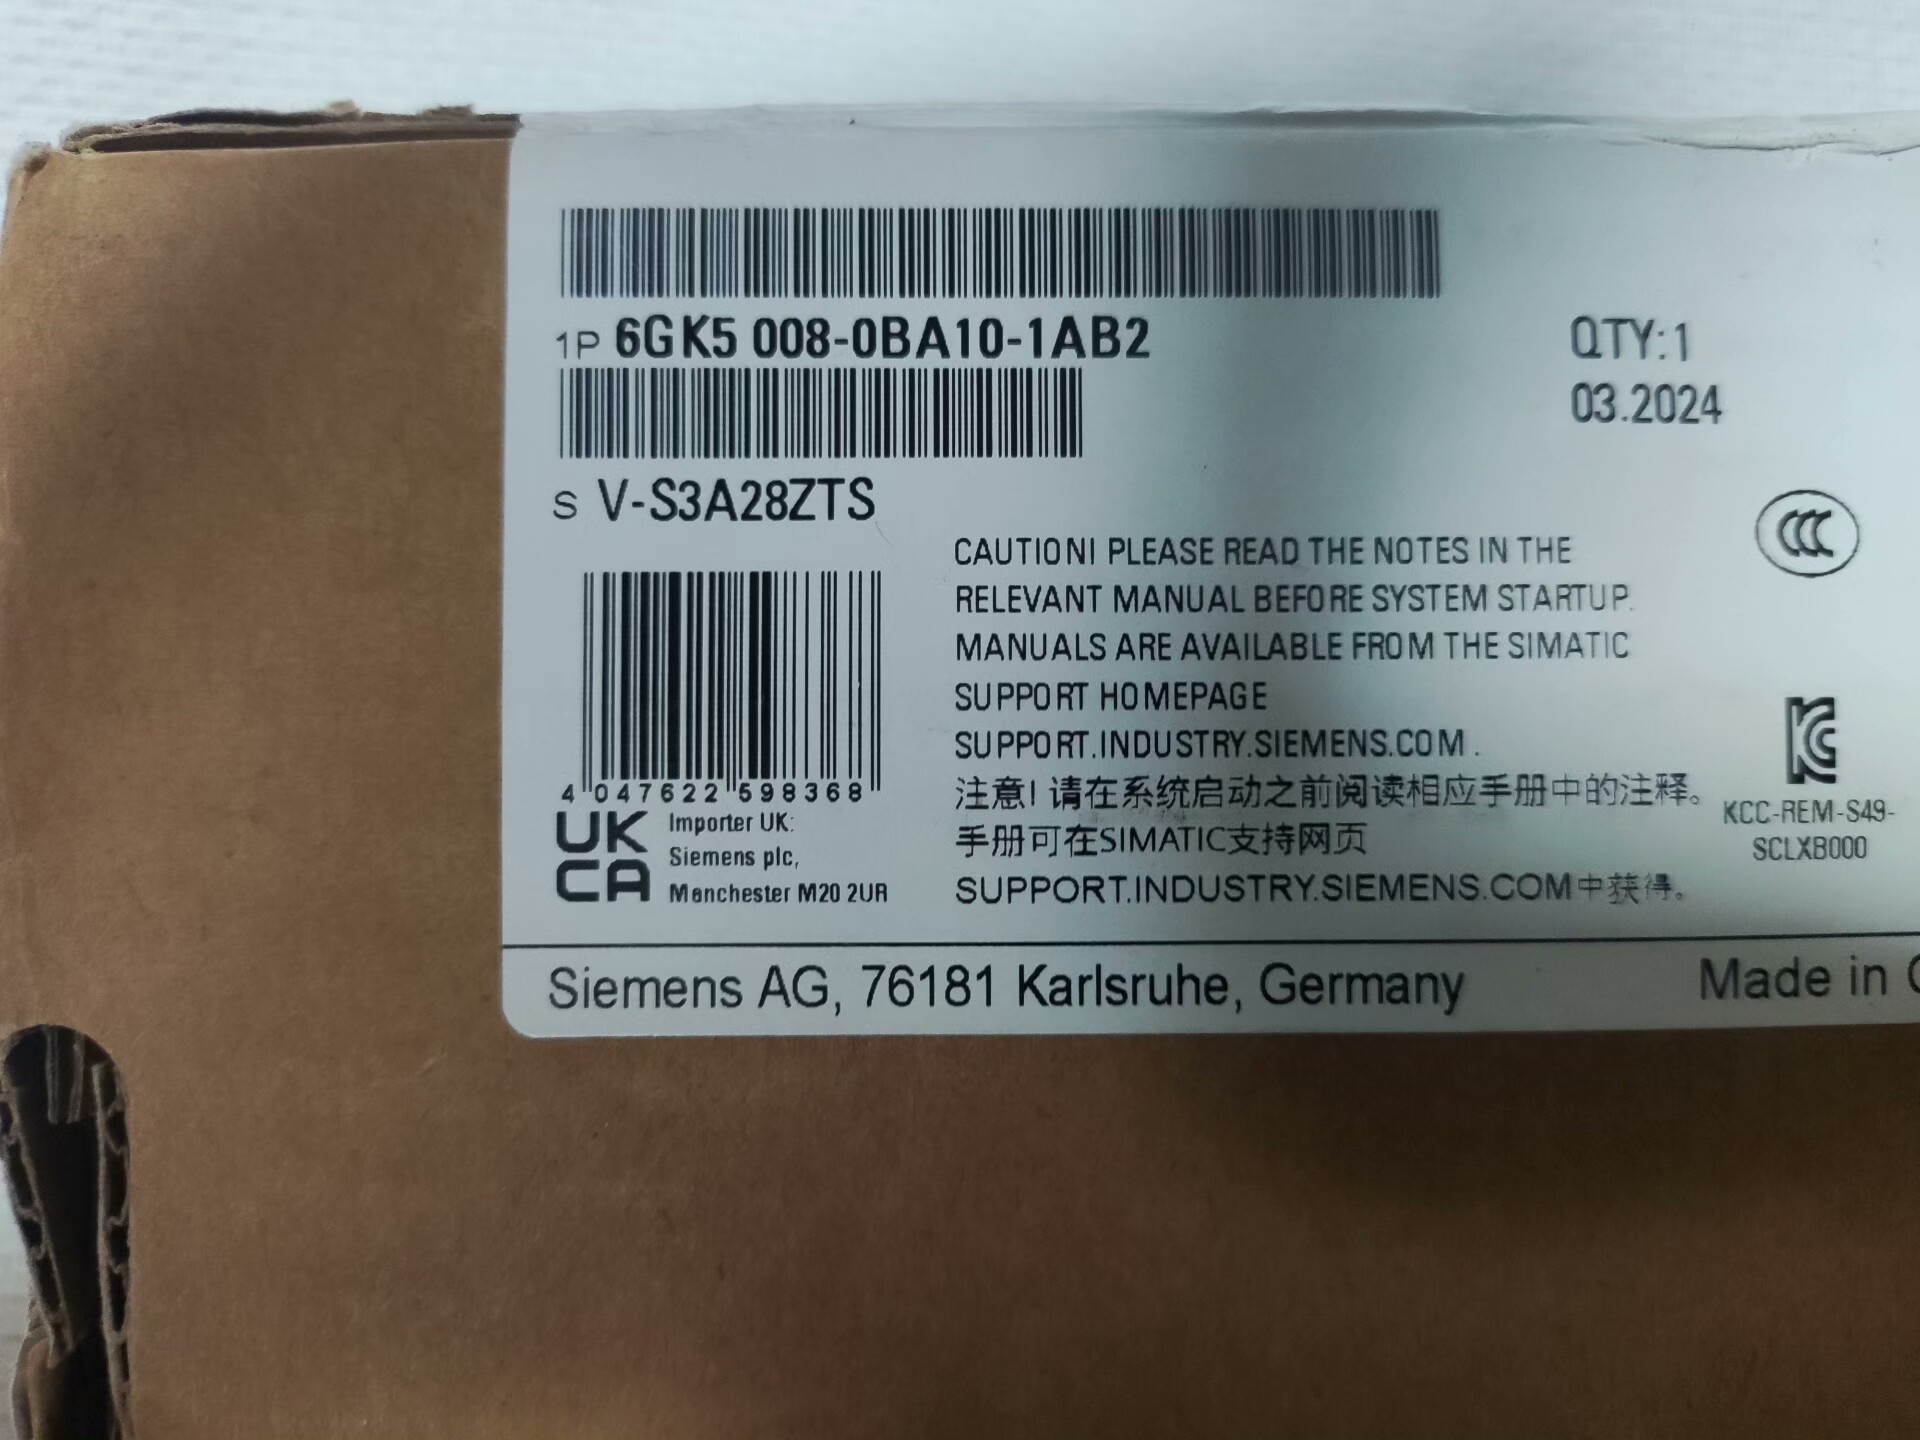 1P 6GK5 008-0BA10-1AB2
QTY:1
03.2024
S V-S3A28ZTS
CAUTION! PLEASE READ THE NOTES IN THE
RELEVANT MANUAL BEFORE SYSTEM STARTUP.
MANUALS ARE AVAILABLE FROM THE SIMATIC
SUPPORT HOMEPAGE
SUPPORT.INDUSTRY.SIEMENS.COM.
注意! 请在系统启动之前阅读相应手册中的注释。
手册可在SIMATIC支持网页
SUPPORT.INDUSTRY.SIEMENS.COM中获得。
CCC
KC
KCC-REM-S49-
SCLXB000
4 047622 598368
UK
CA
Importer UK:
Siemens plc,
Manchester M20 2UR
Siemens AG, 76181 Karlsruhe, Germany
Made in